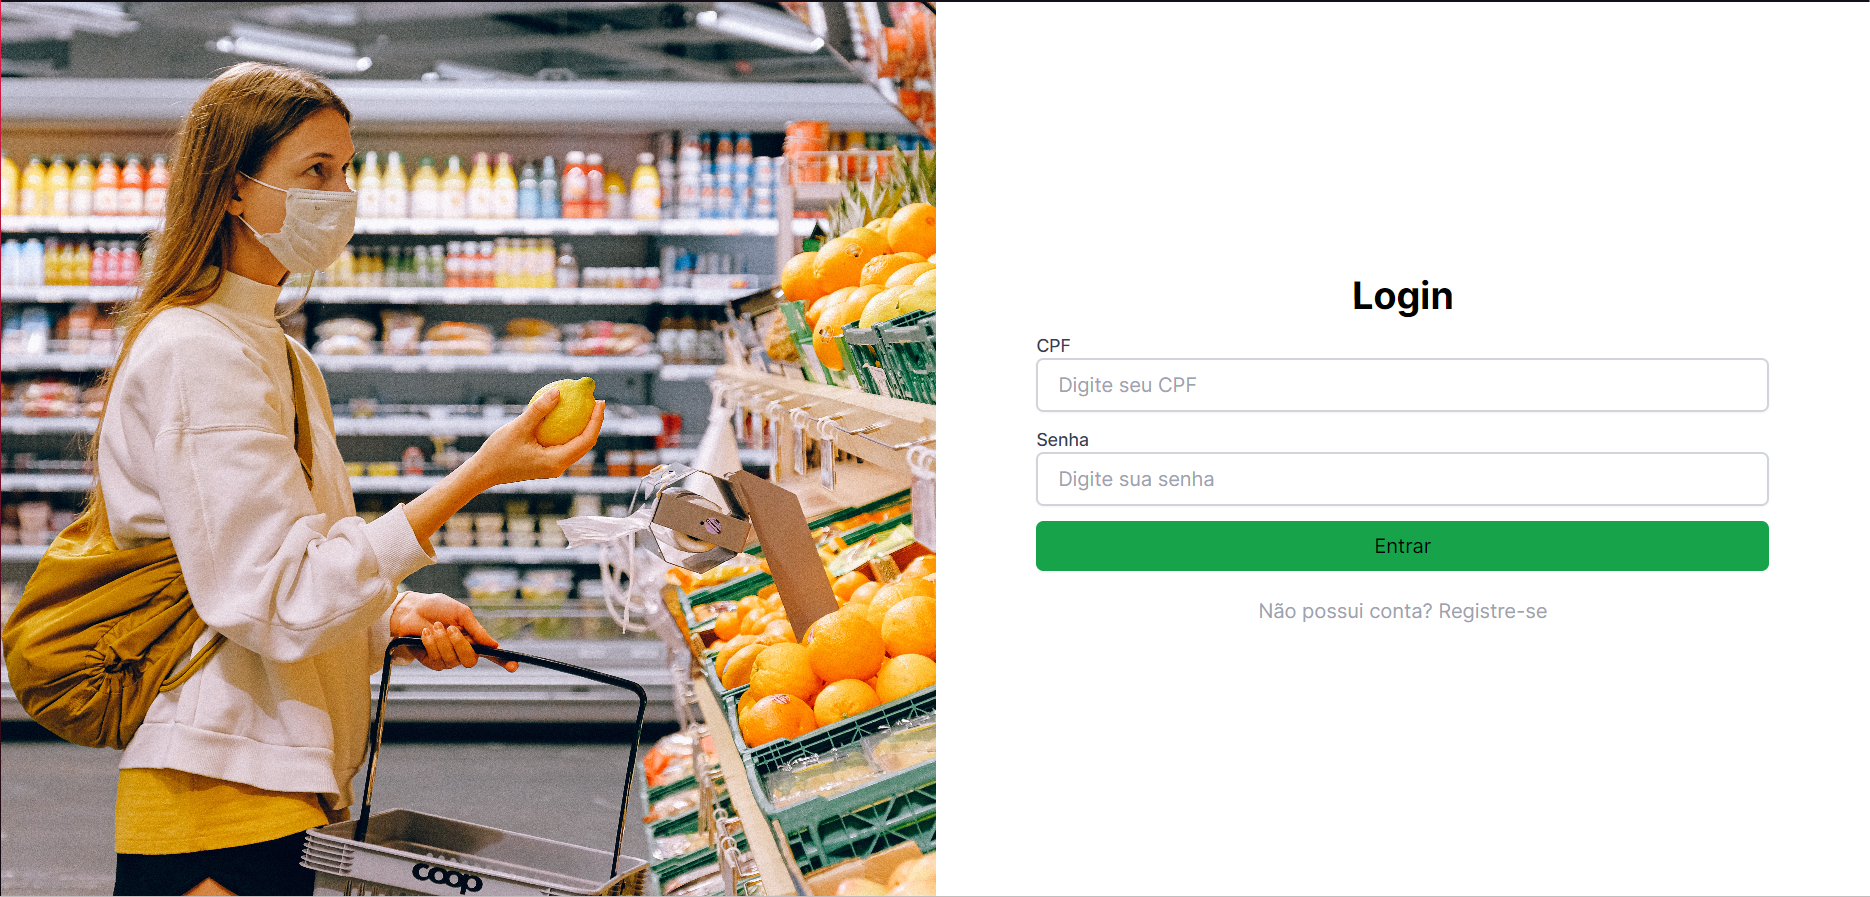 coop
Login
CPF
Digite seu CPF
Senha
Digite sua senha
Entrar
Não possui conta? Registre-se